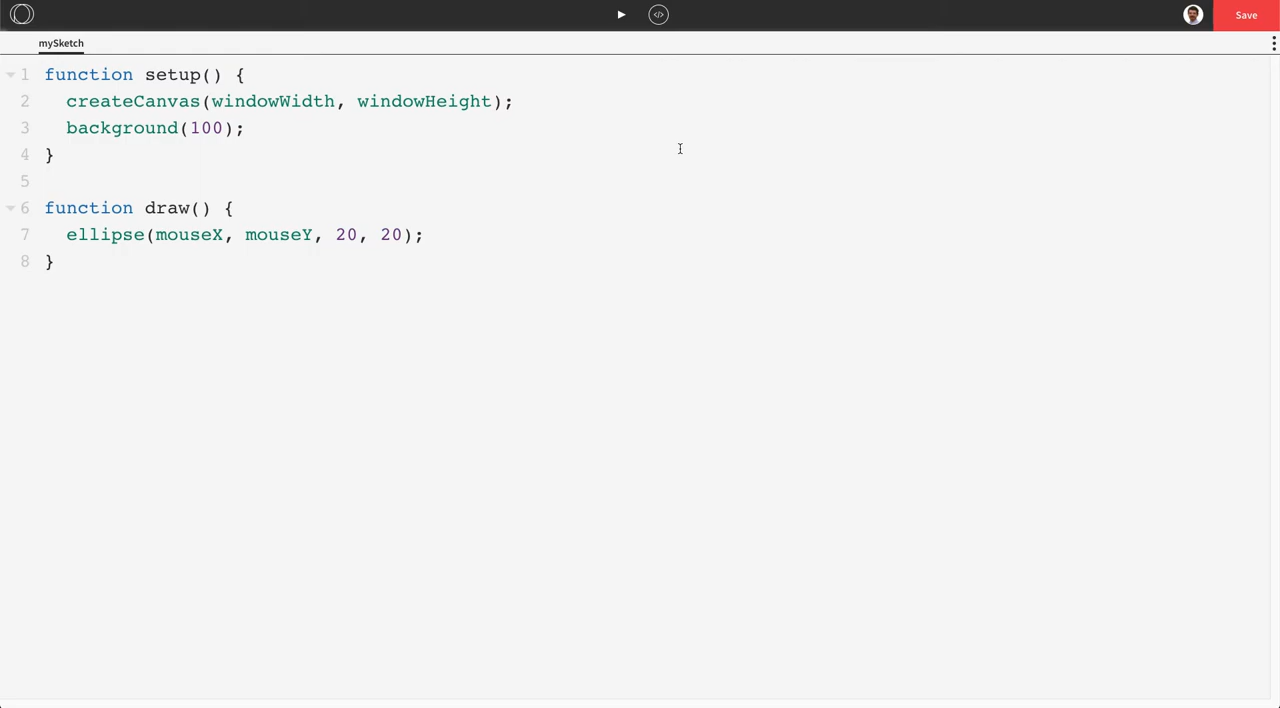 </>
Save
mySketch
1 function setup() {
2 createCanvas(windowWidth, windowHeight);
3 background(100);
4 }
5
6 function draw() {
7 ellipse(mouseX, mouseY, 20, 20);
8 }